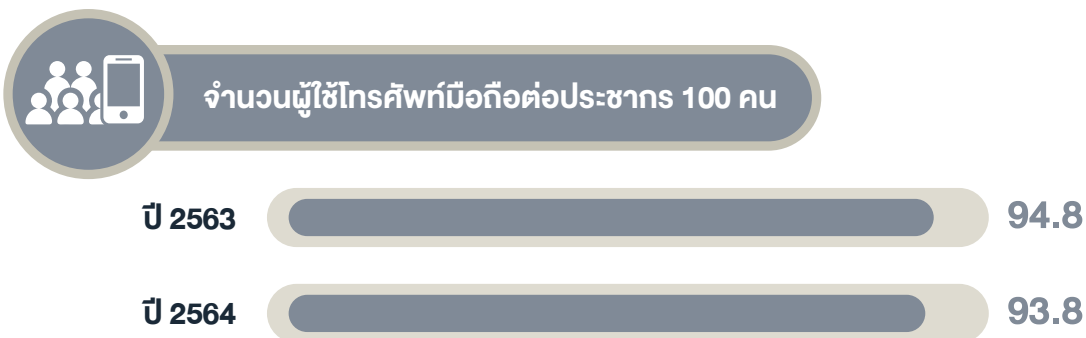 จำนวนผู้ใช้โทรศัพท์มือถือต่อประชากร 100 คน
ปี 2563 94.8
ปี 2564 93.8